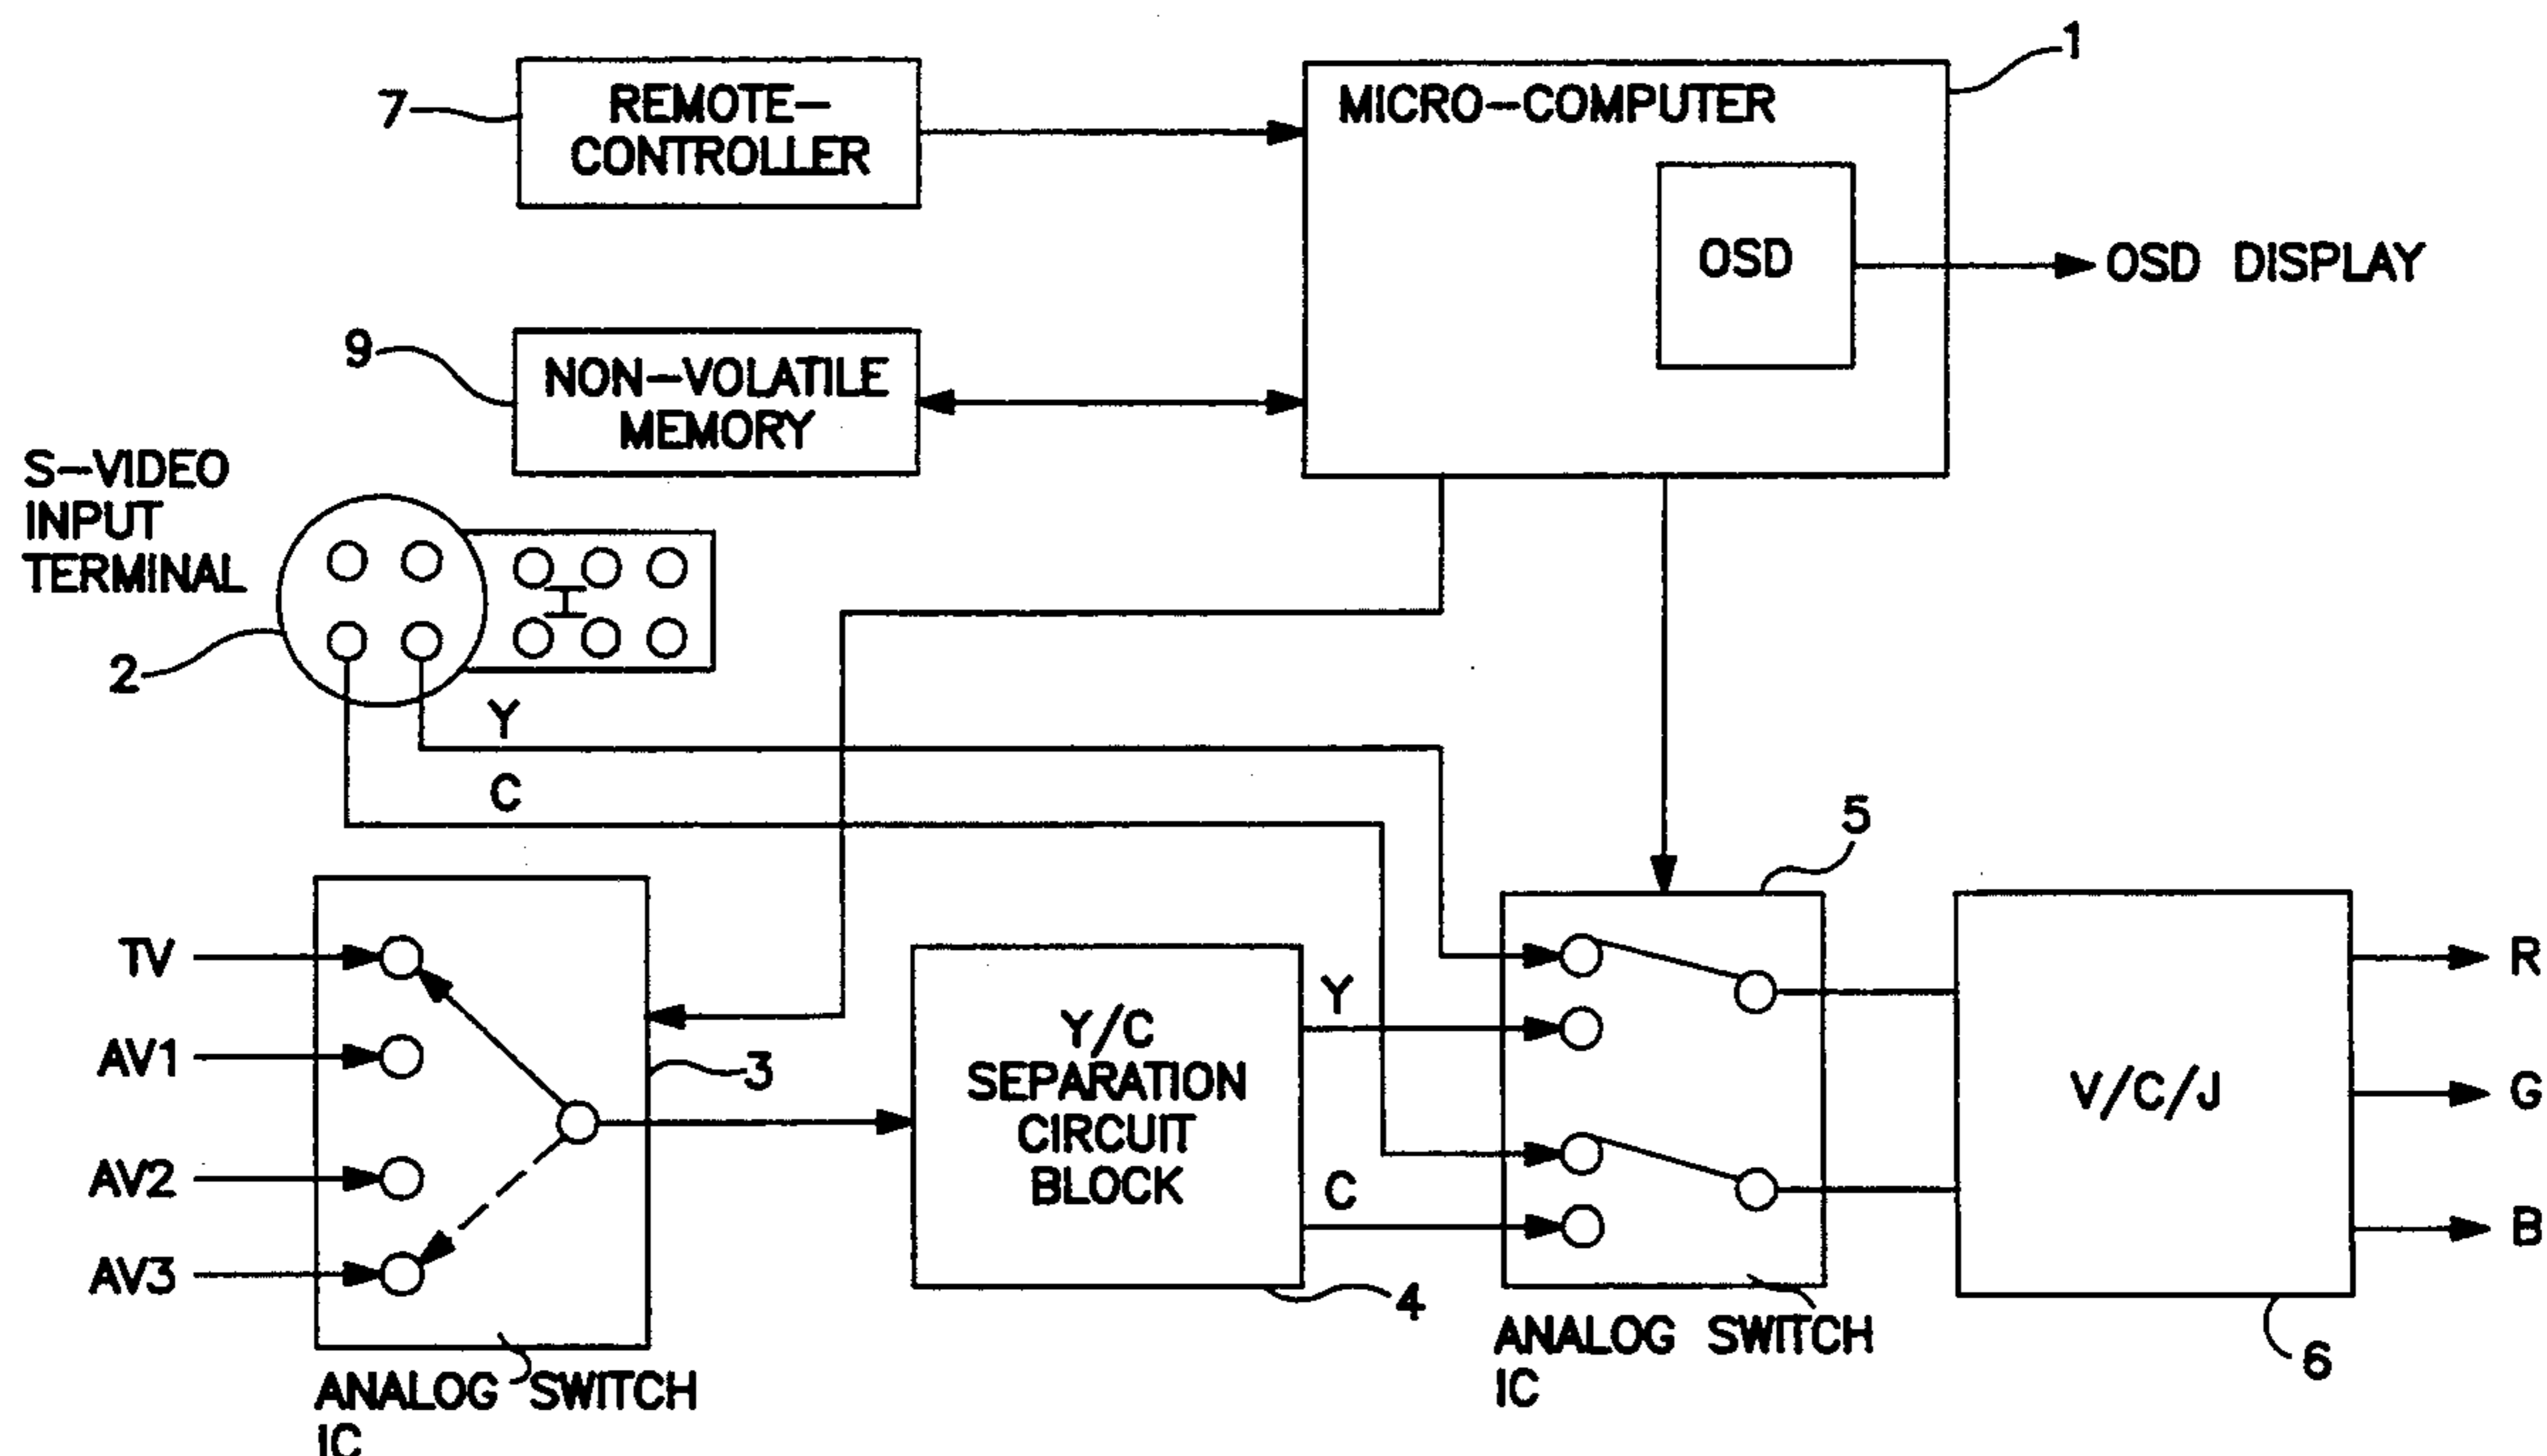 1
7
REMOTE-
CONTROLLER
MICRO-COMPUTER
OSD
OSD DISPLAY
9
NON-VOLATILE
MEMORY
S-VIDEO
INPUT
TERMINAL
2
Y
C
5
TV
AV1
AV2
AV3
3
Y/C
SEPARATION
CIRCUIT
BLOCK
Y
C
4
V/C/J
R
G
B
6
ANALOG SWITCH
IC
ANALOG SWITCH
IC